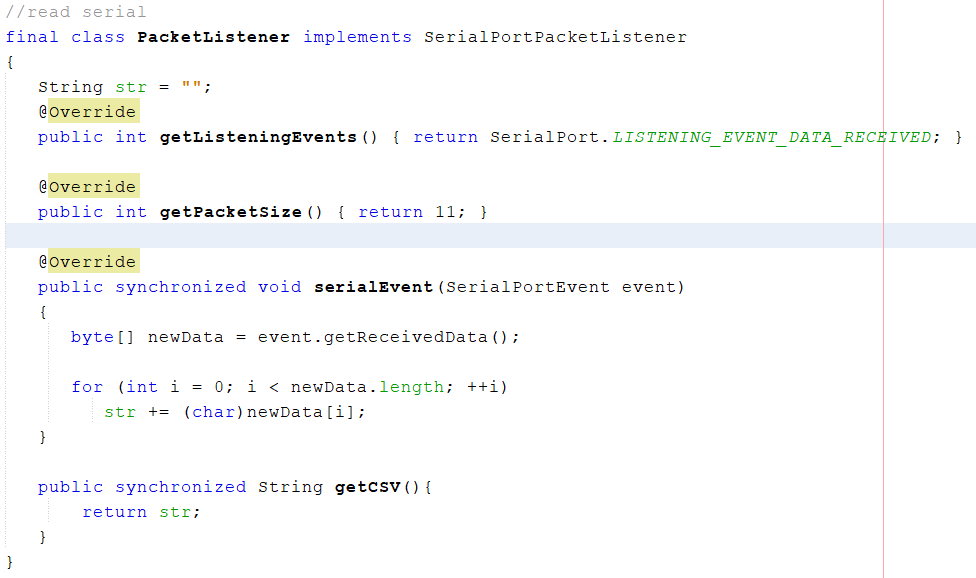 //read serial
final class PacketListener implements SerialPortPacketListener
{
String str = "";
@Override
public int getListeningEvents() { return SerialPort.LISTENING_EVENT_DATA_RECEIVED; }
@Override
public int getPacketSize() { return 11; }
@Override
public synchronized void serialEvent(SerialPortEvent event)
{
byte[] newData = event.getReceivedData();
for (int i = 0; i < newData.length; ++i)
str += (char)newData[i];
}
public synchronized String getCSV(){
return str;
}
}